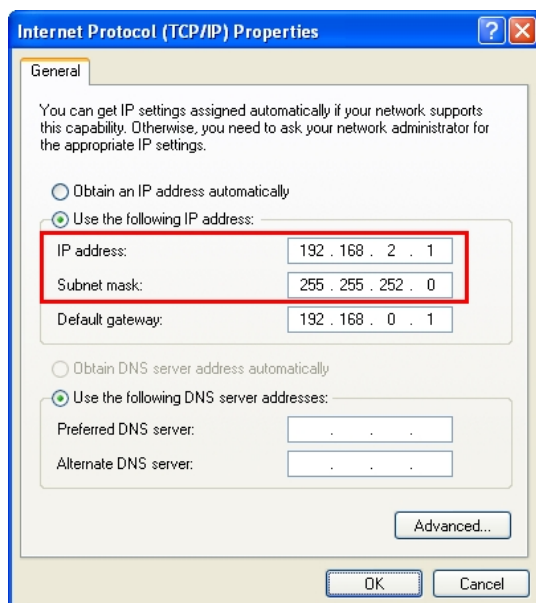 Internet Protocol (TCP/IP) Properties
General
You can get IP settings assigned automatically if your network supports
this capability. Otherwise, you need to ask your network administrator for
the appropriate IP settings.
Obtain an IP address automatically
Use the following IP address:
IP address: 192 . 168 . 2 . 1
Subnet mask: 255 . 255 . 252 . 0
Default gateway: 192 . 168 . 0 . 1
Obtain DNS server address automatically
Use the following DNS server addresses:
Preferred DNS server: . . .
Alternate DNS server: . . .
Advanced...
OK Cancel